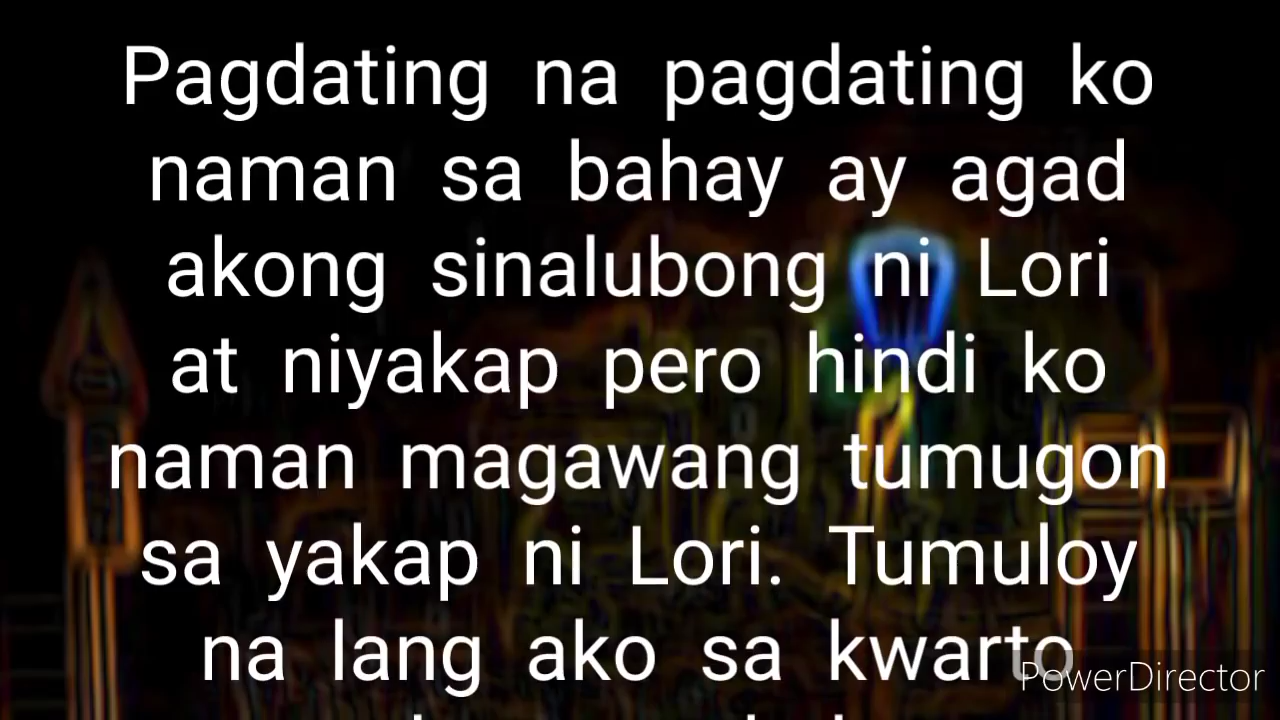 Pagdating na pagdating ko
naman sa bahay ay agad
akong sinalubong ni Lori
at niyakap pero hindi ko
naman magawang tumugon
sa yakap ni Lori. Tumuloy
na lang ako sa kwarto
PowerDirector